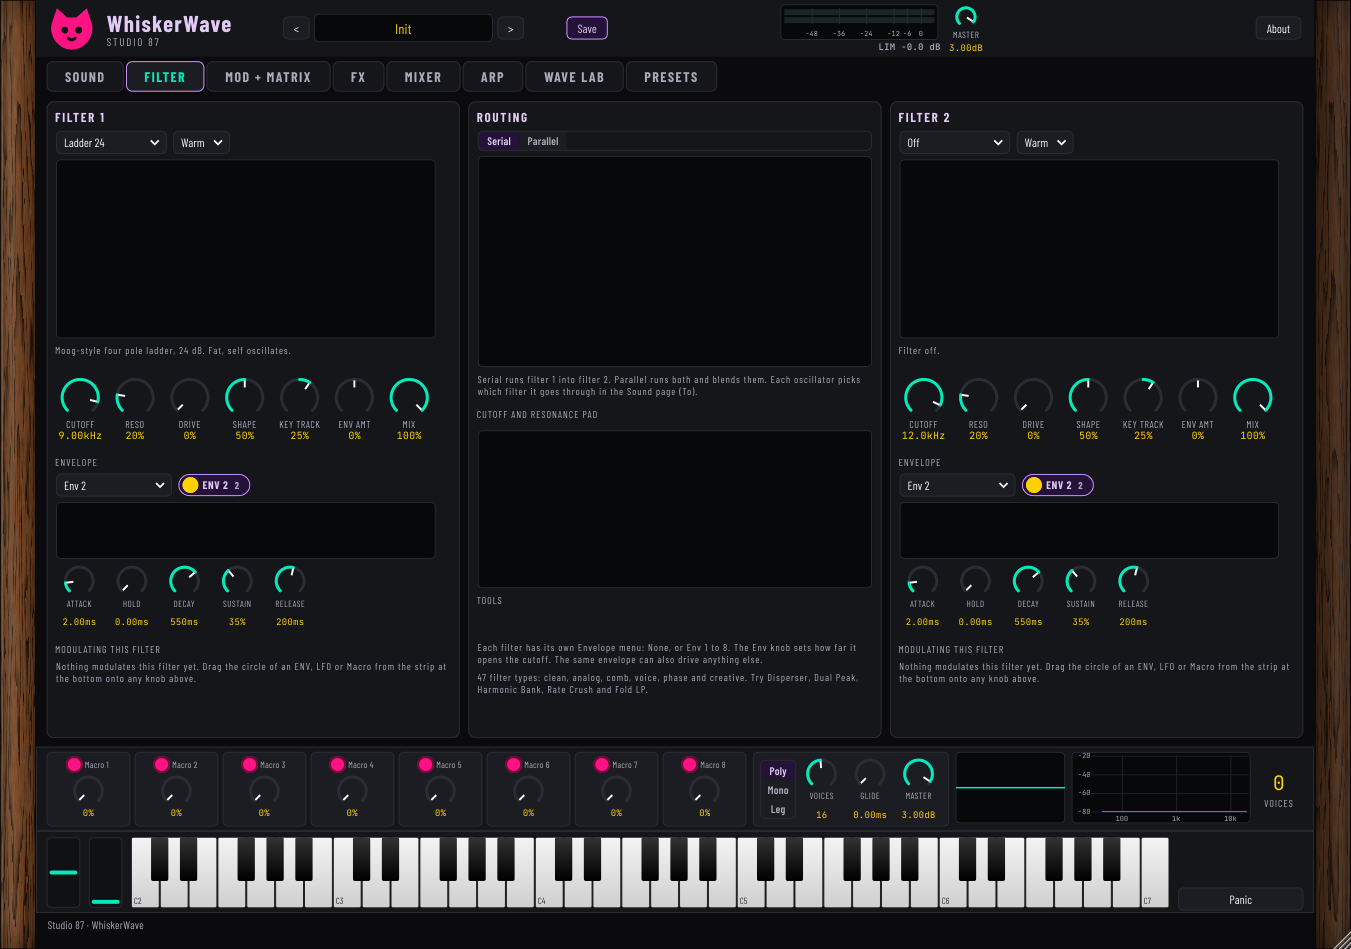 WhiskerWave
STUDIO 87
<
Init
>
Save
-48 -36 -24 -12 -6 0
LIM -0.0 dB
MASTER
3.00dB
About
SOUND
FILTER
MOD + MATRIX
FX
MIXER
ARP
WAVE LAB
PRESETS
FILTER 1
Ladder 24
Warm
Moog-style four pole ladder, 24 dB. Fat, self oscillates.
CUTOFF RESO DRIVE SHAPE KEY TRACK ENV AMT MIX
9.00kHz 20% 0% 50% 25% 0% 100%
ENVELOPE
Env 2
ENV 2 2
ATTACK HOLD DECAY SUSTAIN RELEASE
2.00ms 0.00ms 550ms 35% 200ms
MODULATING THIS FILTER
Nothing modulates this filter yet. Drag the circle of an ENV, LFO or Macro from the strip at
the bottom onto any knob above.
ROUTING
Serial Parallel
Serial runs filter 1 into filter 2. Parallel runs both and blends them. Each oscillator picks
which filter it goes through in the Sound page (To).
CUTOFF AND RESONANCE PAD
TOOLS
Each filter has its own Envelope menu: None, or Env 1 to 8. The Env knob sets how far it
opens the cutoff. The same envelope can also drive anything else.
47 filter types: clean, analog, comb, voice, phase and creative. Try Disperser, Dual Peak,
Harmonic Bank, Rate Crush and Fold LP.
FILTER 2
Off
Warm
Filter off.
CUTOFF RESO DRIVE SHAPE KEY TRACK ENV AMT MIX
12.0kHz 20% 0% 50% 25% 0% 100%
ENVELOPE
Env 2
ENV 2 2
ATTACK HOLD DECAY SUSTAIN RELEASE
2.00ms 0.00ms 550ms 35% 200ms
MODULATING THIS FILTER
Nothing modulates this filter yet. Drag the circle of an ENV, LFO or Macro from the strip at
the bottom onto any knob above.
Macro 1 Macro 2 Macro 3 Macro 4 Macro 5 Macro 6 Macro 7 Macro 8
0% 0% 0% 0% 0% 0% 0% 0%
Poly
Mono
Leg
VOICES GLIDE MASTER
16 0.00ms 3.00dB
-20
-40
-60
-80
100 1k 10k
0
VOICES
C2 C3 C4 C5 C6 C7
Panic
Studio 87 · WhiskerWave